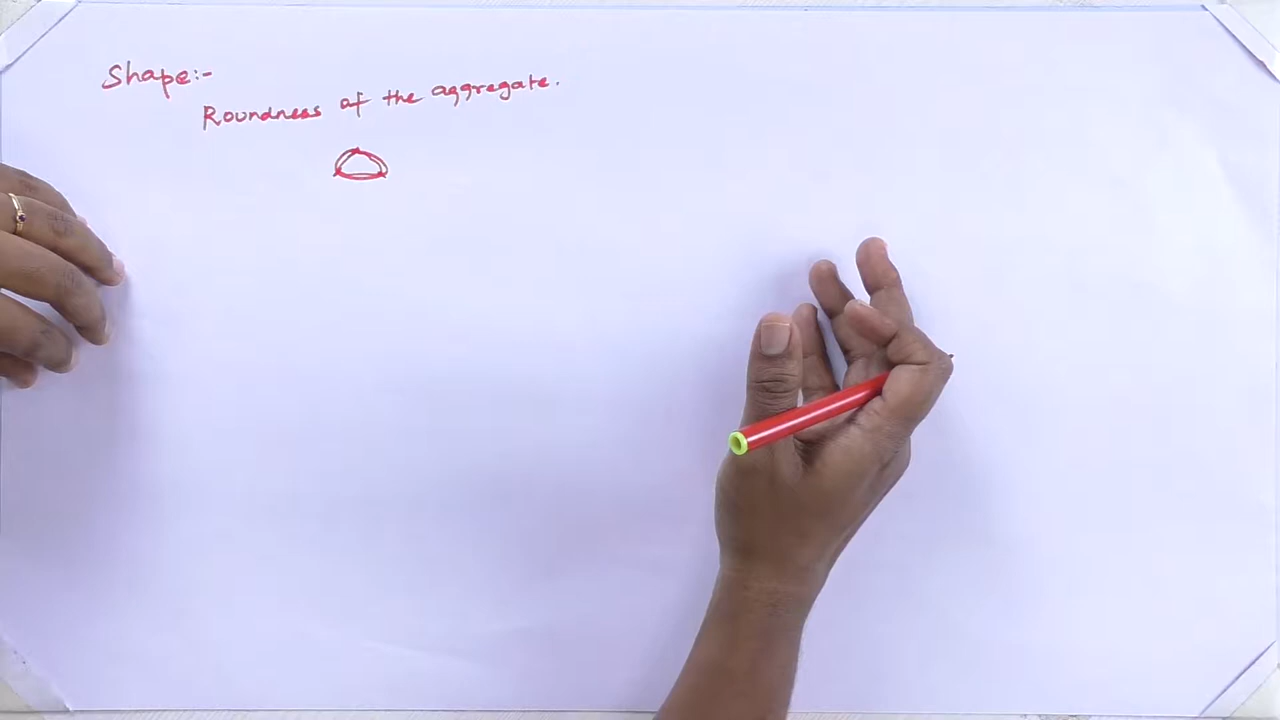 Shape:-
Roundness of the aggregate.